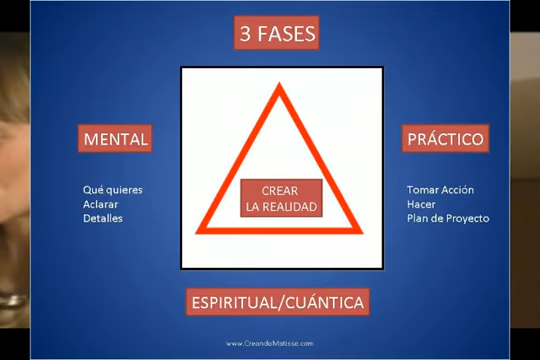 3 FASES
MENTAL
Qué quieres
Aclarar
Detalles
CREAR
LA REALIDAD
PRÁCTICO
Tomar Acción
Hacer
Plan de Proyecto
ESPIRITUAL/CUÁNTICA
www.CreandoMatisse.com